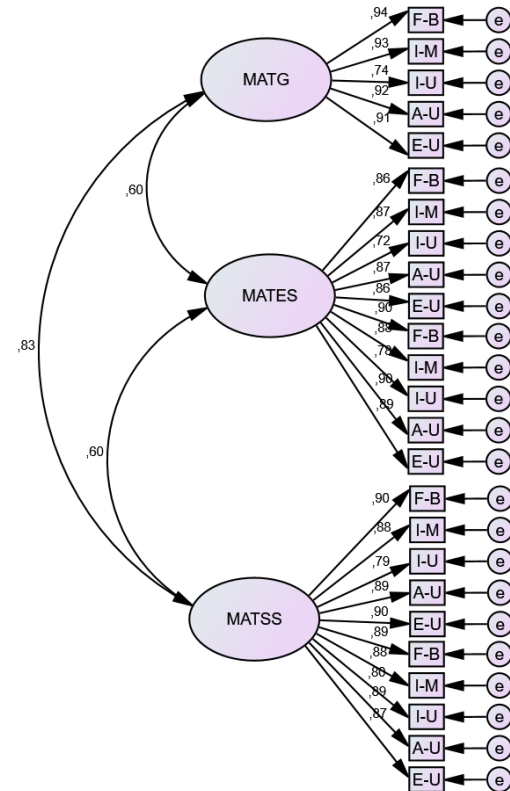 ,94
F-B
e
,93
I-M
e
,74
I-U
e
MATG
,92
A-U
e
,91
E-U
e
,60
,86
F-B
e
,87
I-M
e
,72
I-U
e
,87
A-U
e
MATES
,86
E-U
e
,90
F-B
e
,88
I-M
e
,78
I-U
e
,90
A-U
e
,89
E-U
e
,83
,60
,90
F-B
e
,88
I-M
e
,79
I-U
e
,89
A-U
e
MATSS
,90
E-U
e
,89
F-B
e
,88
I-M
e
,80
I-U
e
,89
A-U
e
,87
E-U
e